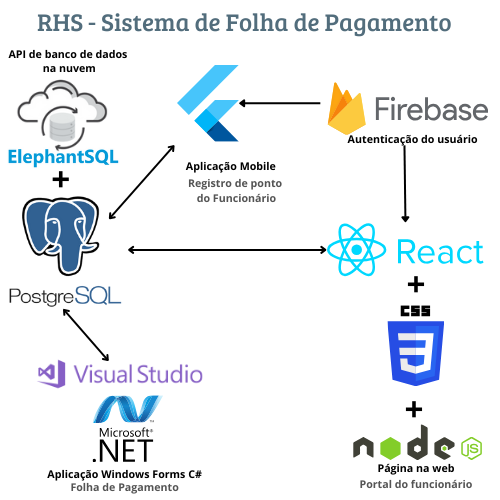 RHS - Sistema de Folha de Pagamento
API de banco de dados
na nuvem
ElephantSQL
+
PostgreSQL
Aplicação Mobile
Registro de ponto
do Funcionário
Firebase
Autenticação do usuário
React
+
CSS
3
+
node
JS
Página na web
Portal do funcionário
Visual Studio
Microsoft®
.NET
Aplicação Windows Forms C#
Folha de Pagamento